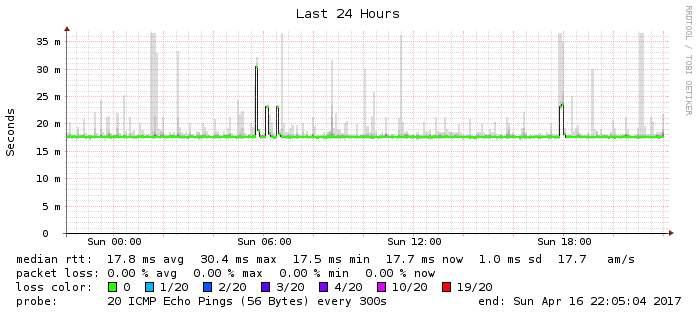 Last 24 Hours
RRDTOOL / TOBI OETIKER
Seconds
35 m
30 m
25 m
20 m
15 m
10 m
5 m
0
Sun 00:00 Sun 06:00 Sun 12:00 Sun 18:00
median rtt: 17.8 ms avg 30.4 ms max 17.5 ms min 17.7 ms now 1.0 ms sd 17.7 am/s
packet loss: 0.00 % avg 0.00 % max 0.00 % min 0.00 % now
loss color: 0 1/20 2/20 3/20 4/20 10/20 19/20
probe: 20 ICMP Echo Pings (56 Bytes) every 300s end: Sun Apr 16 22:05:04 2017